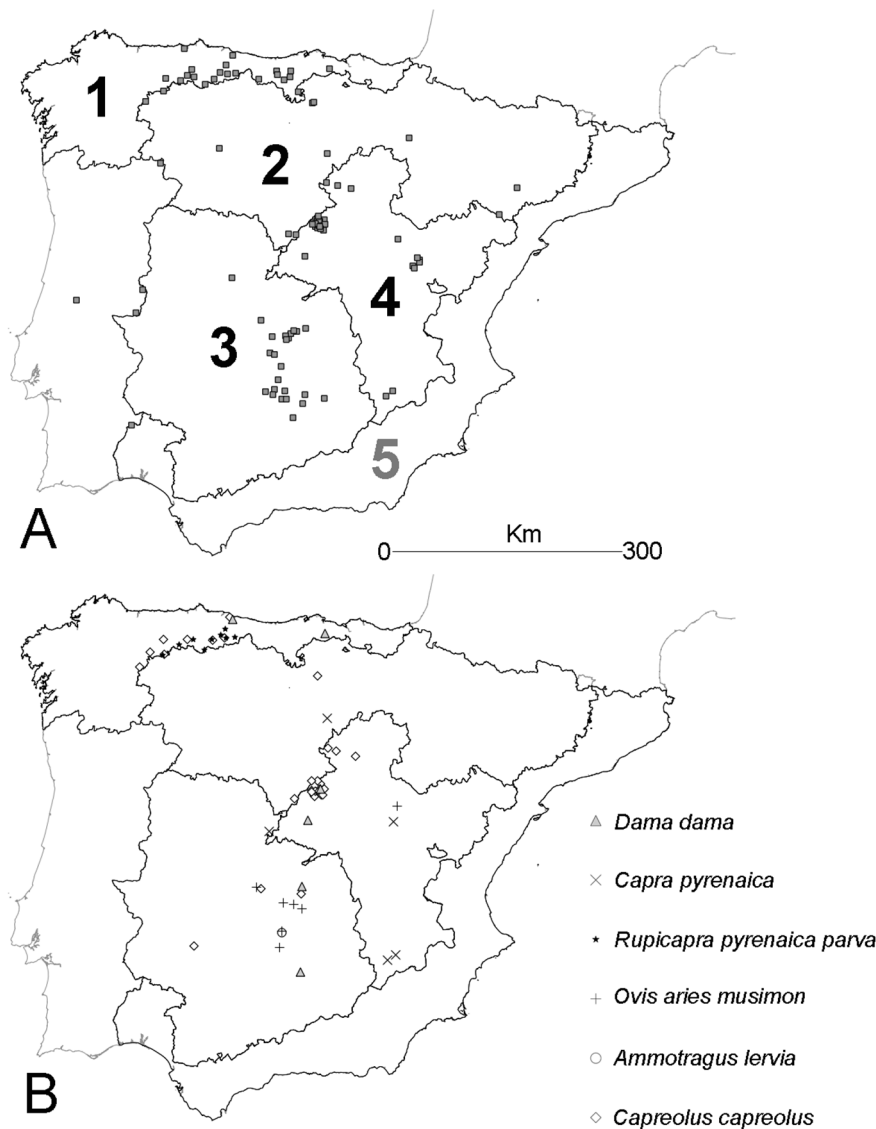 1
2
3
4
5
A
Km
0 300
B
Dama dama
Capra pyrenaica
Rupicapra pyrenaica parva
Ovis aries musimon
Ammotragus lervia
Capreolus capreolus